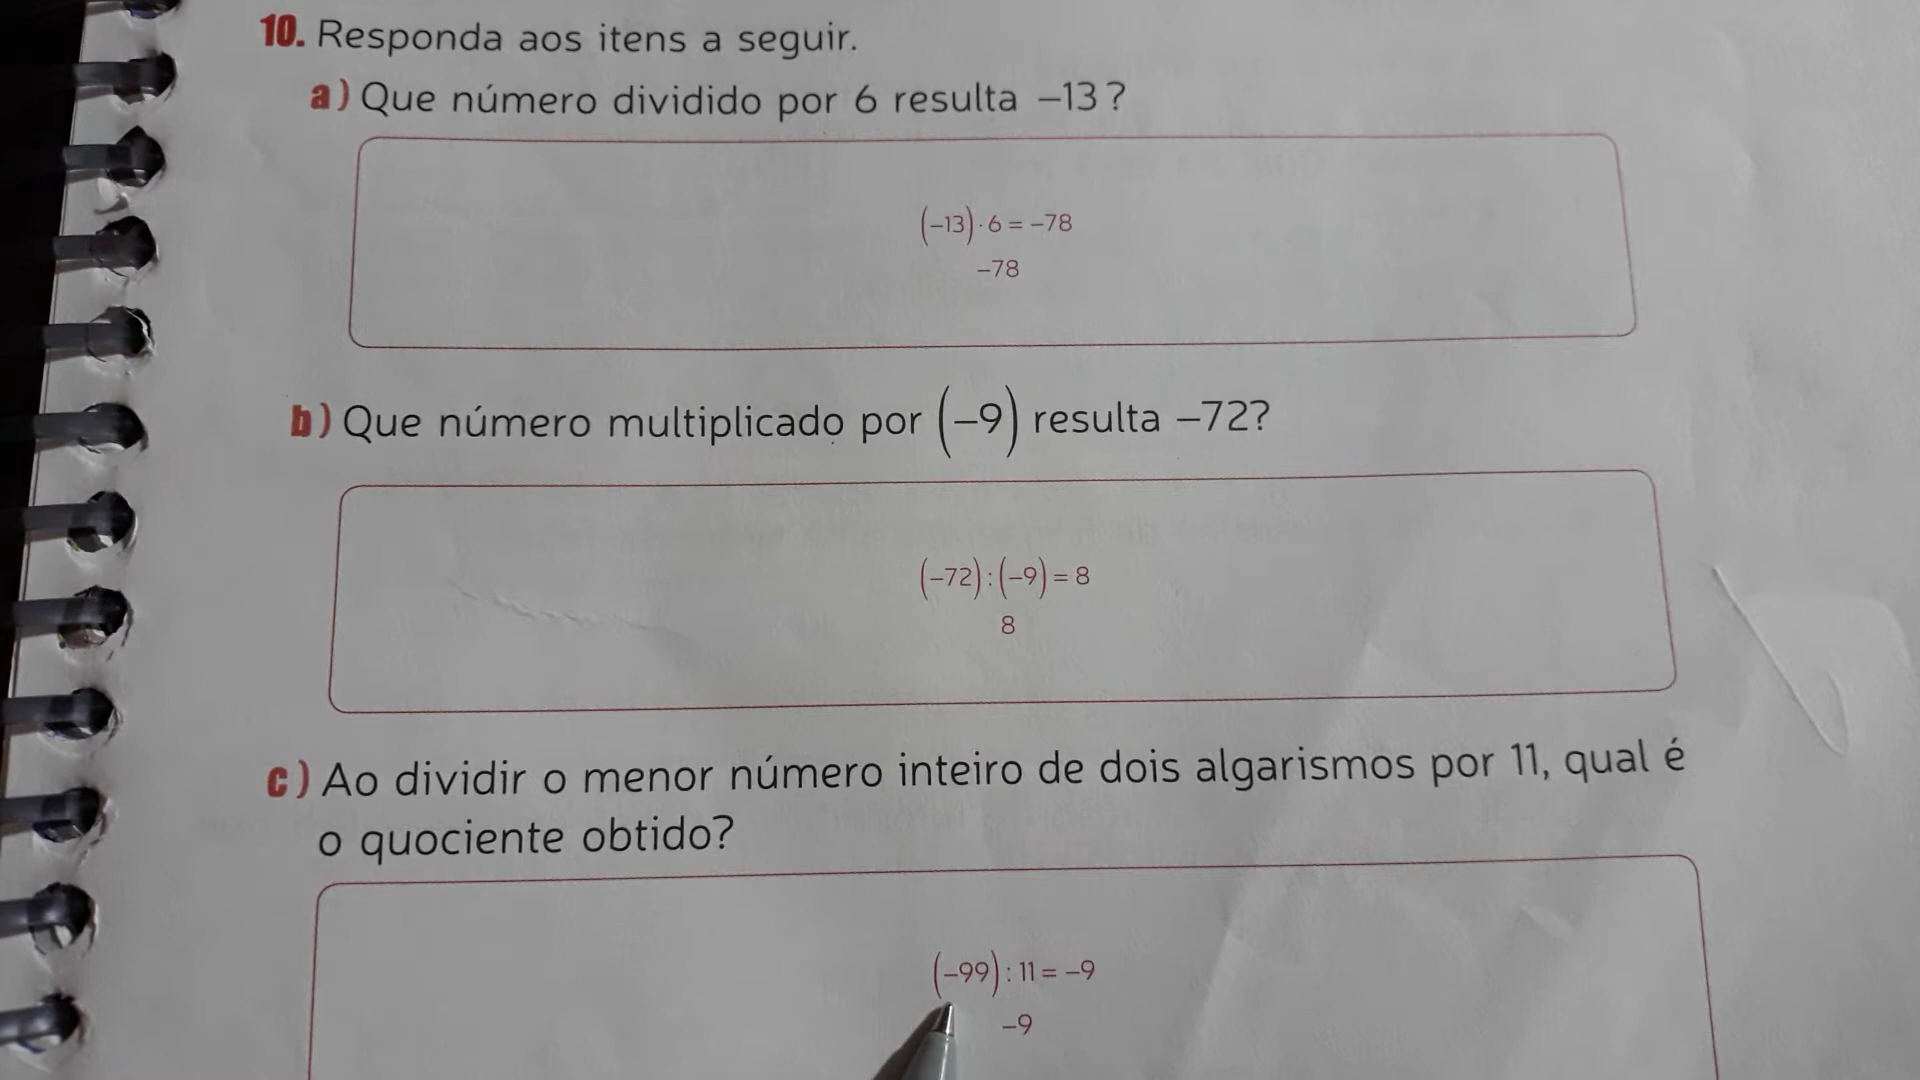 10. Responda aos itens a seguir.
a) Que número dividido por 6 resulta –13?
(–13) · 6 = –78
–78
b) Que número multiplicado por (–9) resulta –72?
(–72) : (–9) = 8
8
c) Ao dividir o menor número inteiro de dois algarismos por 11, qual é
o quociente obtido?
(–99) : 11 = –9
–9